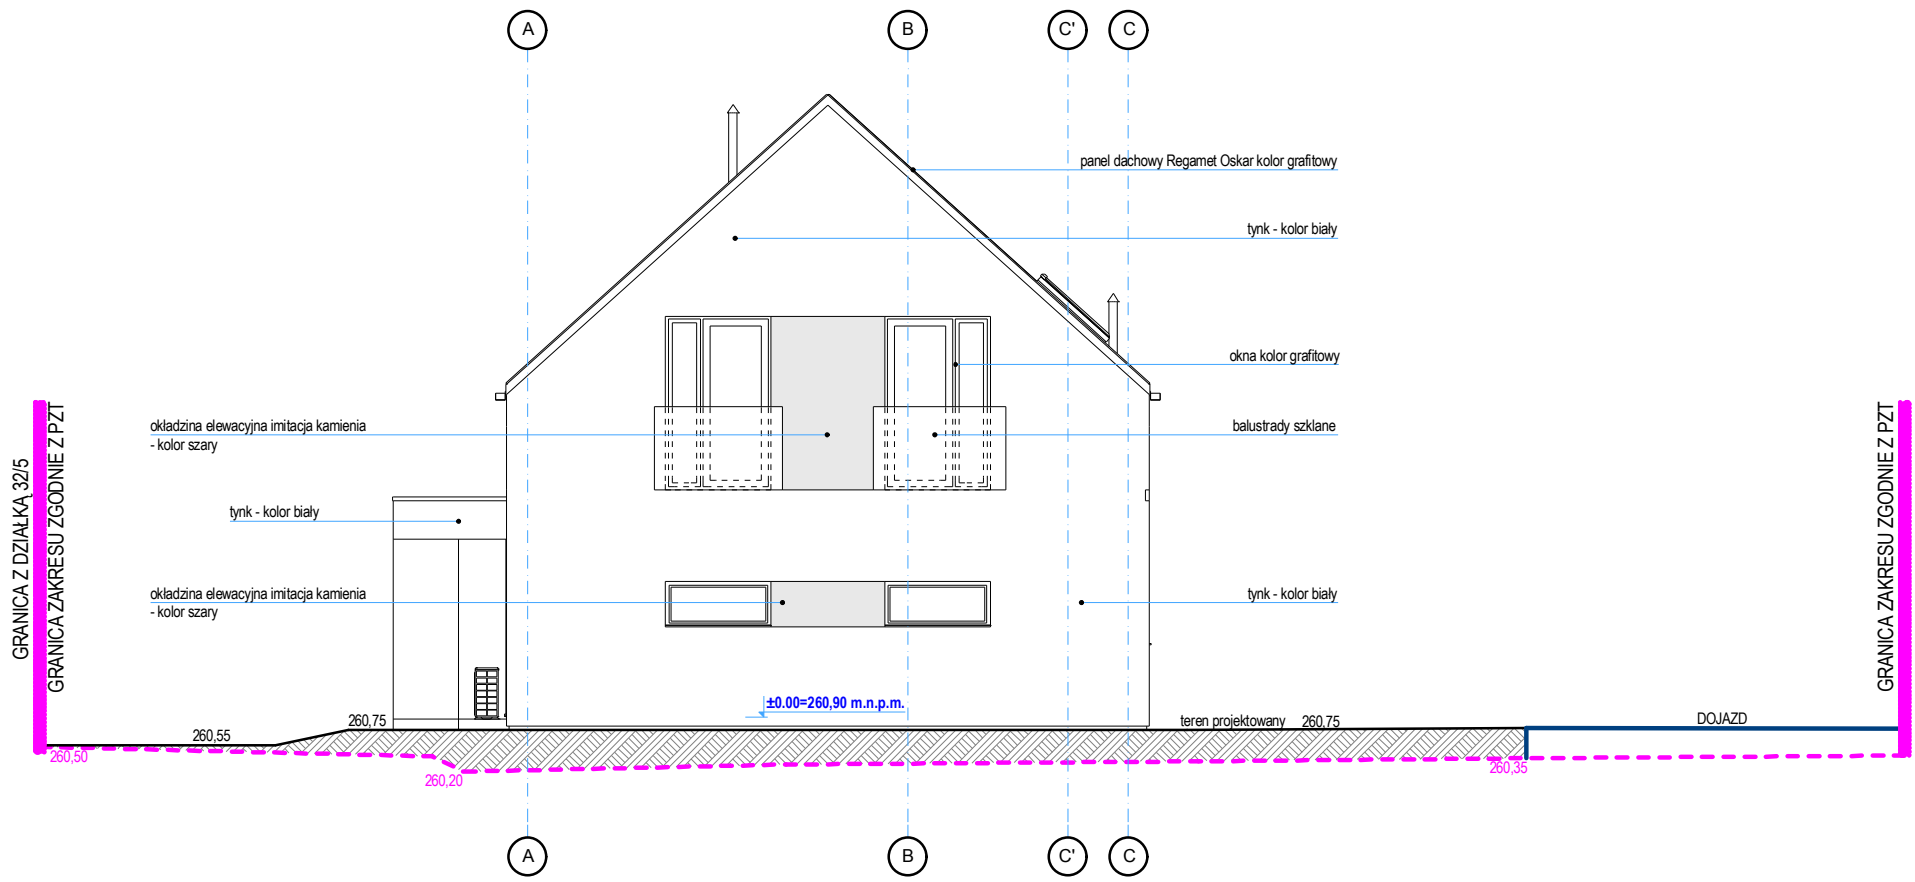 A
B
C'
C
panel dachowy Regamet Oskar kolor grafitowy
tynk - kolor biały
okna kolor grafitowy
balustrady szklane
okładzina elewacyjna imitacja kamienia
- kolor szary
tynk - kolor biały
okładzina elewacyjna imitacja kamienia
- kolor szary
tynk - kolor biały
GRANICA Z DZIAŁKĄ 32/5
GRANICA ZAKRESU ZGODNIE Z PZT
GRANICA ZAKRESU ZGODNIE Z PZT
±0.00=260,90 m.n.p.m.
260,75
260,55
teren projektowany 260,75
DOJAZD
260,50
260,20
260,35
A
B
C'
C